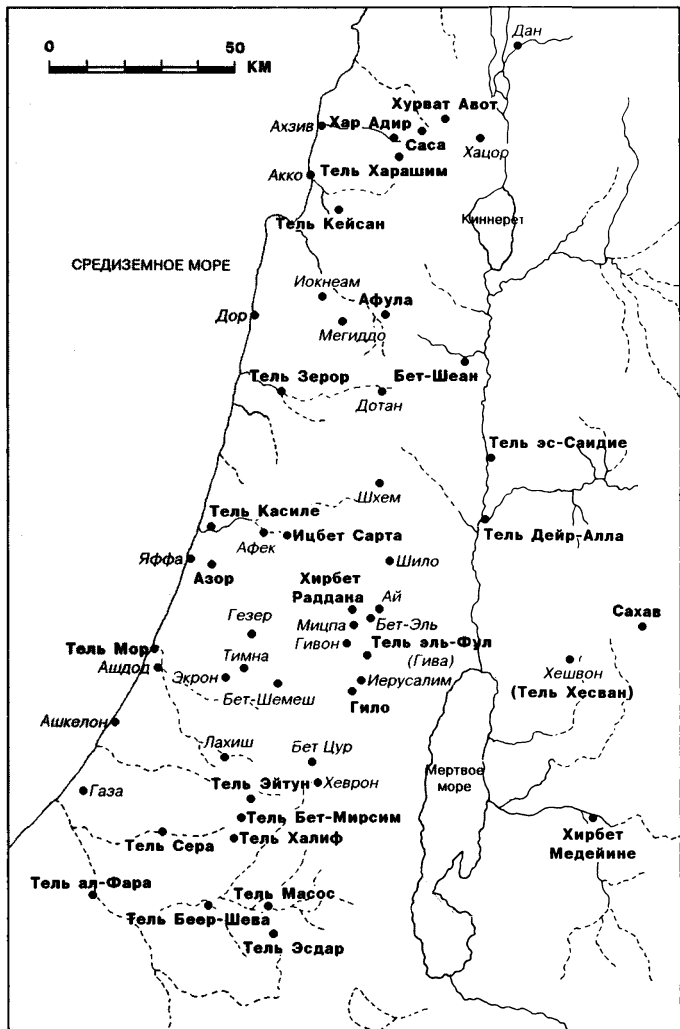 0 50
КМ
Дан
Хурват Авот
Ахзив
Хар Адир
Саса
Хацор
Акко
Тель Харашим
Киннерет
Тель Кейсан
СРЕДИЗЕМНОЕ МОРЕ
Иокнеам
Афула
Дор
Мегиддо
Тель Зерор
Бет-Шеан
Дотан
Тель эс-Саидие
Шхем
Тель Касиле
Афек
Ицбет Сарта
Тель Дейр-Алла
Яффа
Азор
Шило
Хирбет
Раддана
Ай
Гезер
Мицпа
Бет-Эль
Сахав
Гивон
Тель эль-Фул
(Гива)
Тель Мор
Ашдод
Тимна
Экрон
Бет-Шемеш
Иерусалим
Гило
Хешвон
(Тель Хесван)
Ашкелон
Лахиш
Бет Цур
Мертвое
море
Газа
Тель Эйтун
Хеврон
Тель Бет-Мирсим
Тель Сера
Тель Халиф
Хирбет
Медейине
Тель ал-Фара
Тель Масос
Тель Беер-Шева
Тель Эсдар